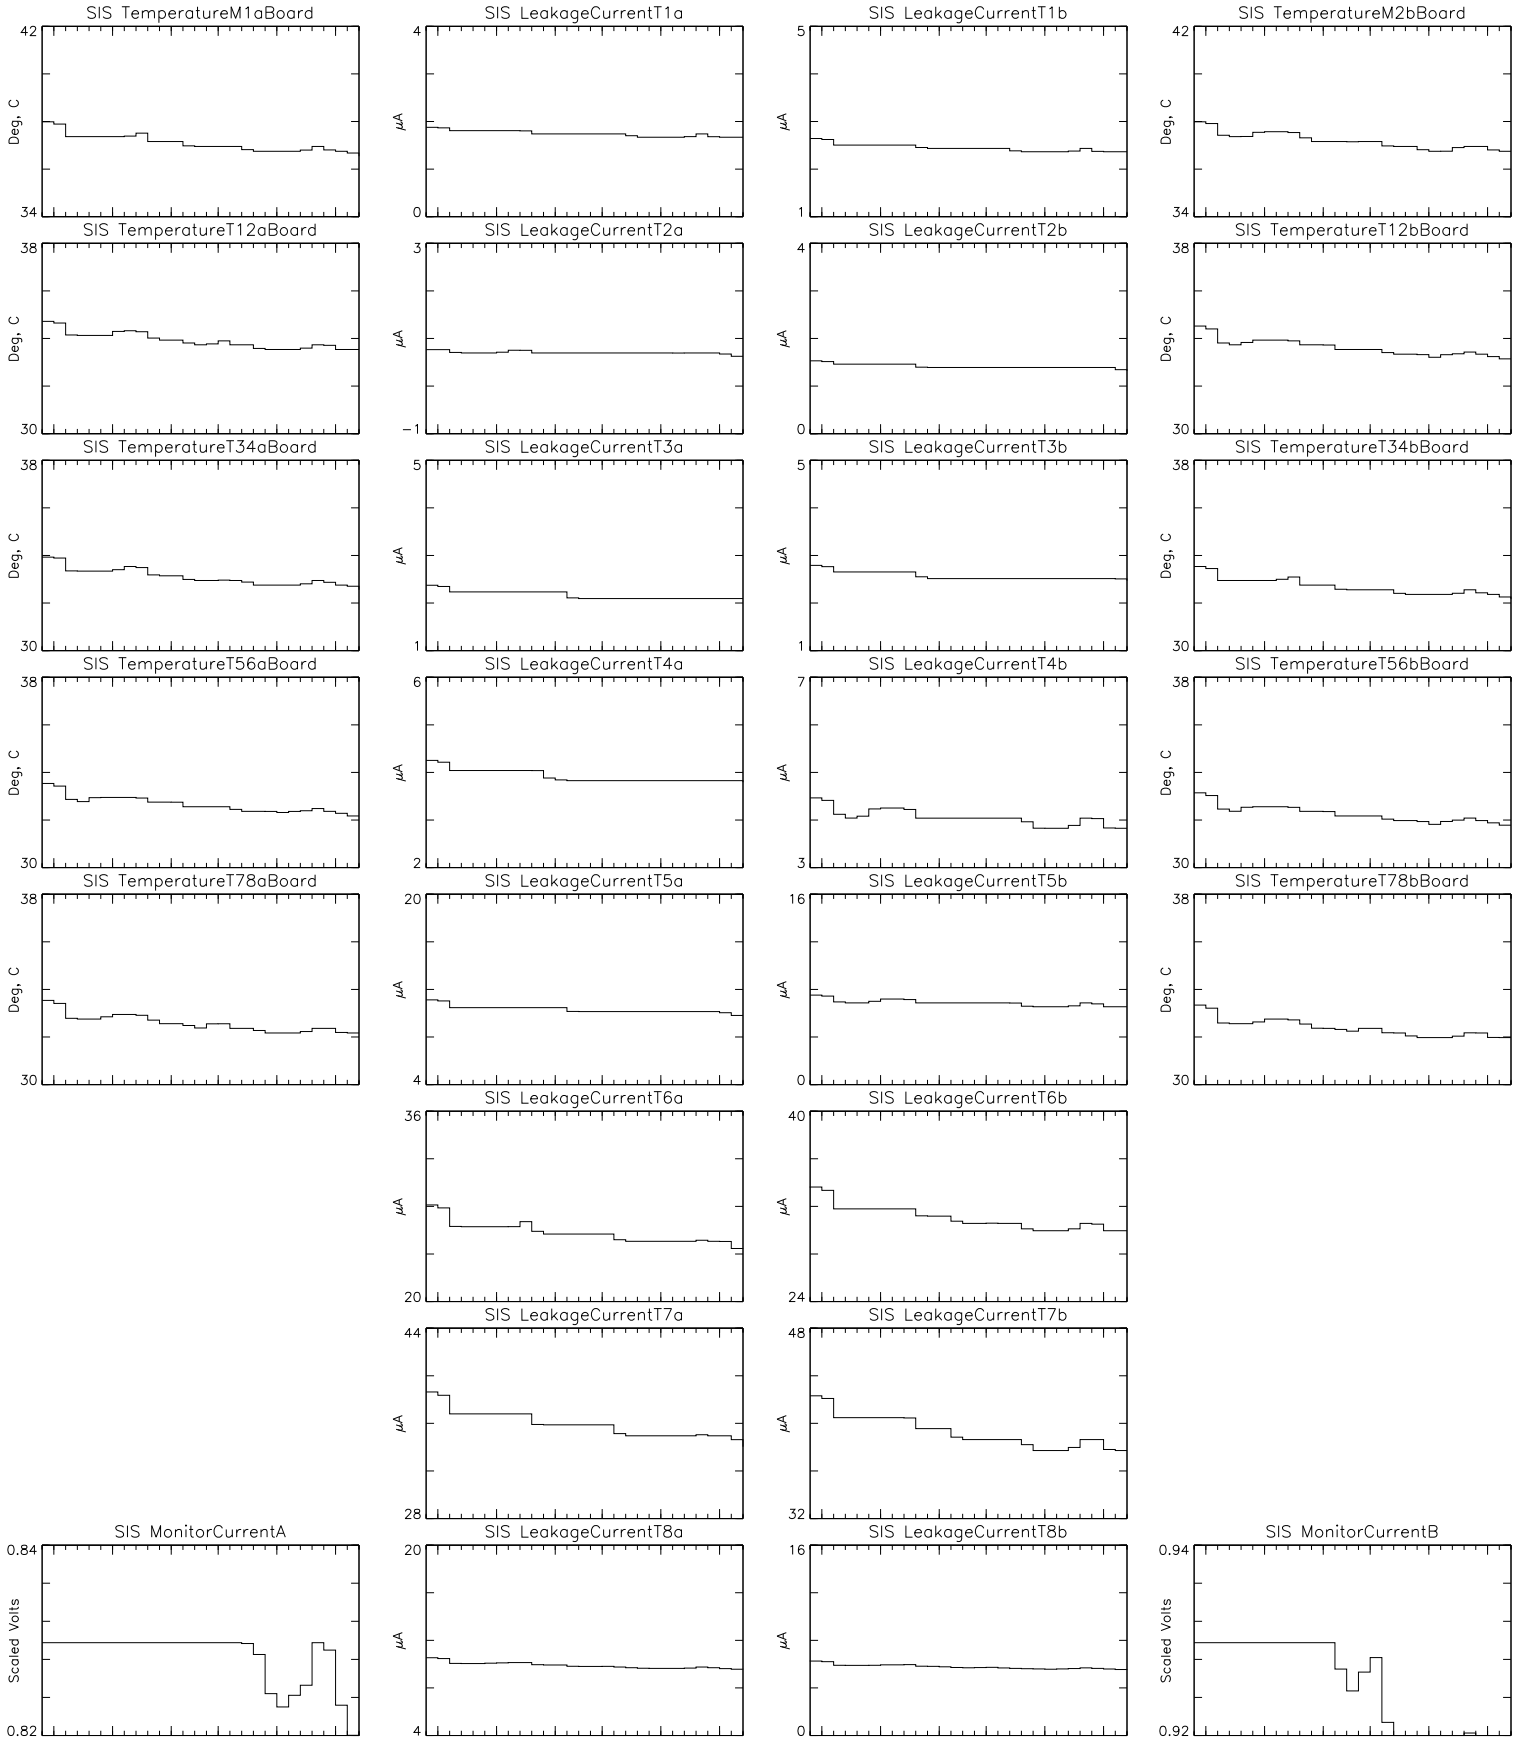 SIS TemperatureM1aBoard
42
Deg, C
34
SIS LeakageCurrentT1a
4
μA
0
SIS LeakageCurrentT1b
5
μA
1
SIS TemperatureM2bBoard
42
Deg, C
34
SIS TemperatureT12aBoard
38
Deg, C
30
SIS LeakageCurrentT2a
3
μA
-1
SIS LeakageCurrentT2b
4
μA
0
SIS TemperatureT12bBoard
38
Deg, C
30
SIS TemperatureT34aBoard
38
Deg, C
30
SIS LeakageCurrentT3a
5
μA
1
SIS LeakageCurrentT3b
5
μA
1
SIS TemperatureT34bBoard
38
Deg, C
30
SIS TemperatureT56aBoard
38
Deg, C
30
SIS LeakageCurrentT4a
6
μA
2
SIS LeakageCurrentT4b
7
μA
3
SIS TemperatureT56bBoard
38
Deg, C
30
SIS TemperatureT78aBoard
38
Deg, C
30
SIS LeakageCurrentT5a
20
μA
4
SIS LeakageCurrentT5b
16
μA
0
SIS TemperatureT78bBoard
38
Deg, C
30
SIS LeakageCurrentT6a
36
μA
20
SIS LeakageCurrentT6b
40
μA
24
SIS LeakageCurrentT7a
44
μA
28
SIS LeakageCurrentT7b
48
μA
32
SIS MonitorCurrentA
0.84
Scaled Volts
0.82
SIS LeakageCurrentT8a
20
μA
4
SIS LeakageCurrentT8b
16
μA
0
SIS MonitorCurrentB
0.94
Scaled Volts
0.92